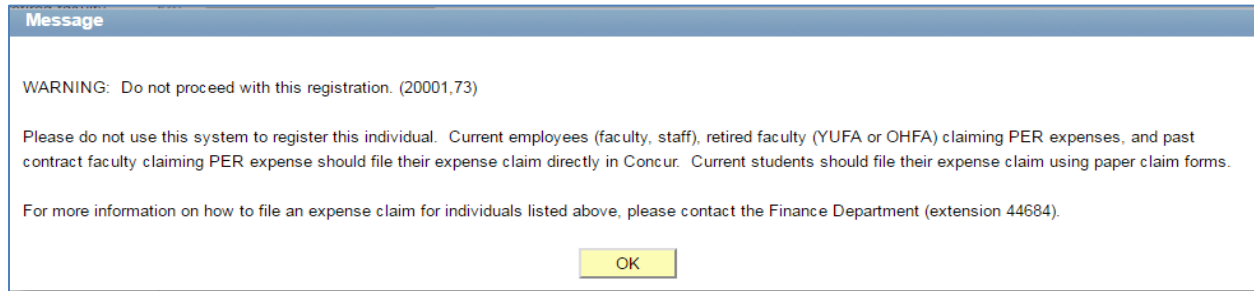 Message
WARNING:  Do not proceed with this registration. (20001,73)
Please do not use this system to register this individual.  Current employees (faculty, staff), retired faculty (YUFA or OHFA) claiming PER expenses, and past
contract faculty claiming PER expense should file their expense claim directly in Concur.  Current students should file their expense claim using paper claim forms.
For more information on how to file an expense claim for individuals listed above, please contact the Finance Department (extension 44684).
OK